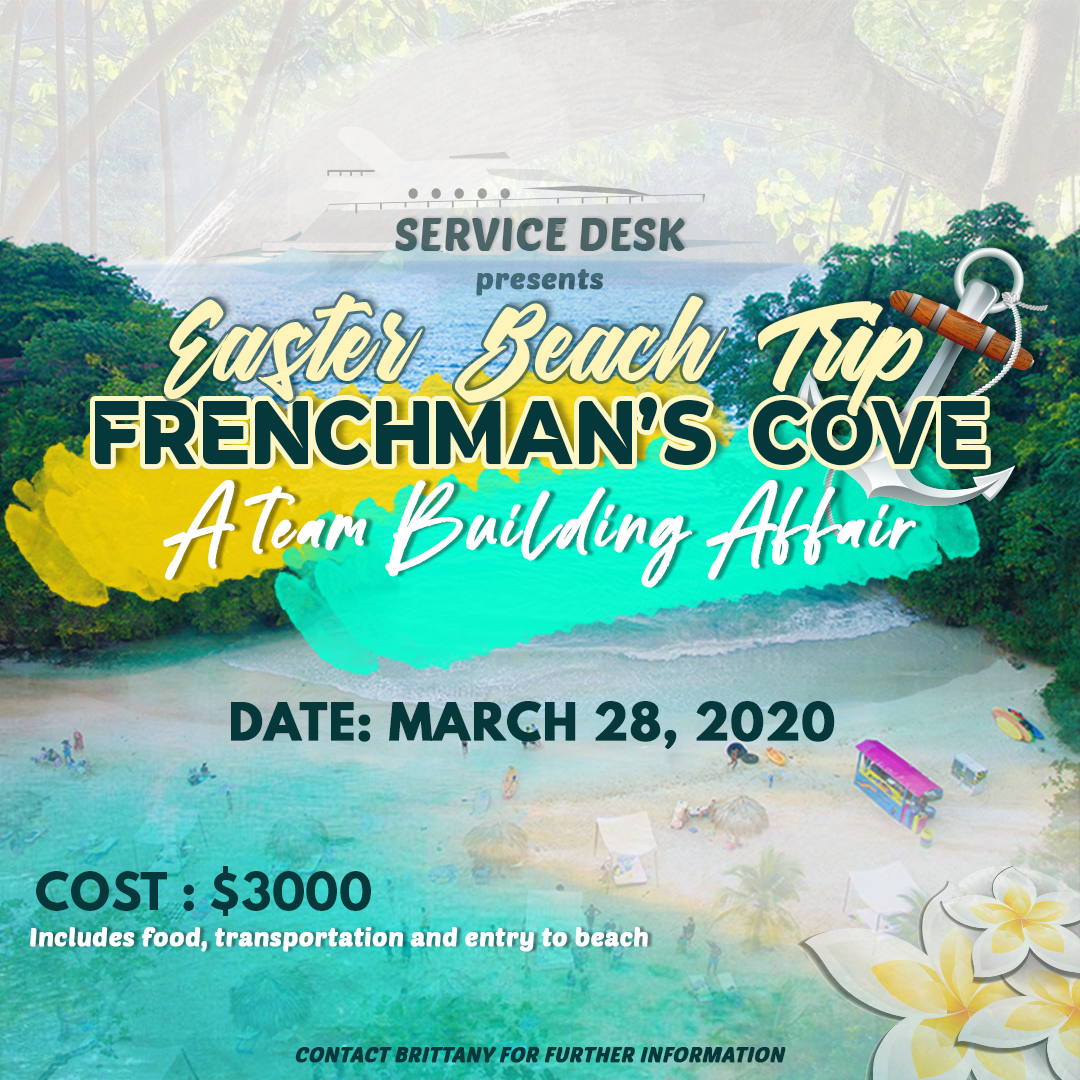 SERVICE DESK
presents
Easter Beach Trip
FRENCHMAN'S COVE
A Team Building Affair
DATE: MARCH 28, 2020
COST : $3000
Includes food, transportation and entry to beach
CONTACT BRITTANY FOR FURTHER INFORMATION